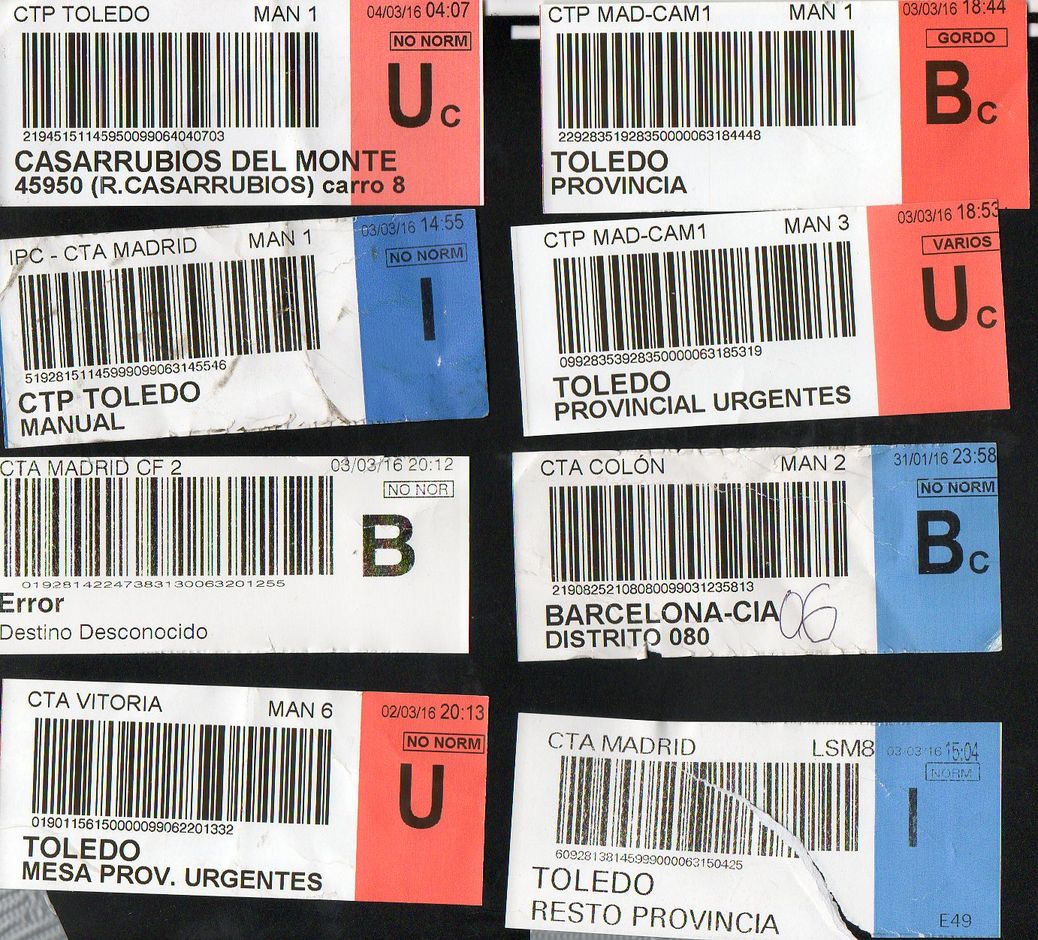 CTP TOLEDO MAN 1 04/03/16 04:07
NO NORM
U C
21945151145950099064040703
CASARRUBIOS DEL MONTE
45950 (R.CASARRUBIOS) carro 8
CTP MAD-CAM1 MAN 1 03/03/16 18:44
GORDO
B C
22928351928350000063184448
TOLEDO
PROVINCIA
IPC - CTA MADRID MAN 1 03/03/16 14:55
NO NORM
I
51928151145999099063145546
CTP TOLEDO
MANUAL
CTP MAD-CAM1 MAN 3 03/03/16 18:53
VARIOS
U C
09928353928350000063185319
TOLEDO
PROVINCIAL URGENTES
CTA MADRID CF 2 03/03/16 20:12
NO NOR
B
01928142247383130063201255
Error
Destino Desconocido
CTA COLÓN MAN 2 31/01/16 23:58
NO NORM
B C
21908252108080099031235813
BARCELONA-CIA 06
DISTRITO 080
CTA VITORIA MAN 6 02/03/16 20:13
NO NORM
U
01901156150000099062201332
TOLEDO
MESA PROV. URGENTES
CTA MADRID LSM8 03/03/16 15:04
NORM
I
60928138145999000063150425
TOLEDO
RESTO PROVINCIA
E49